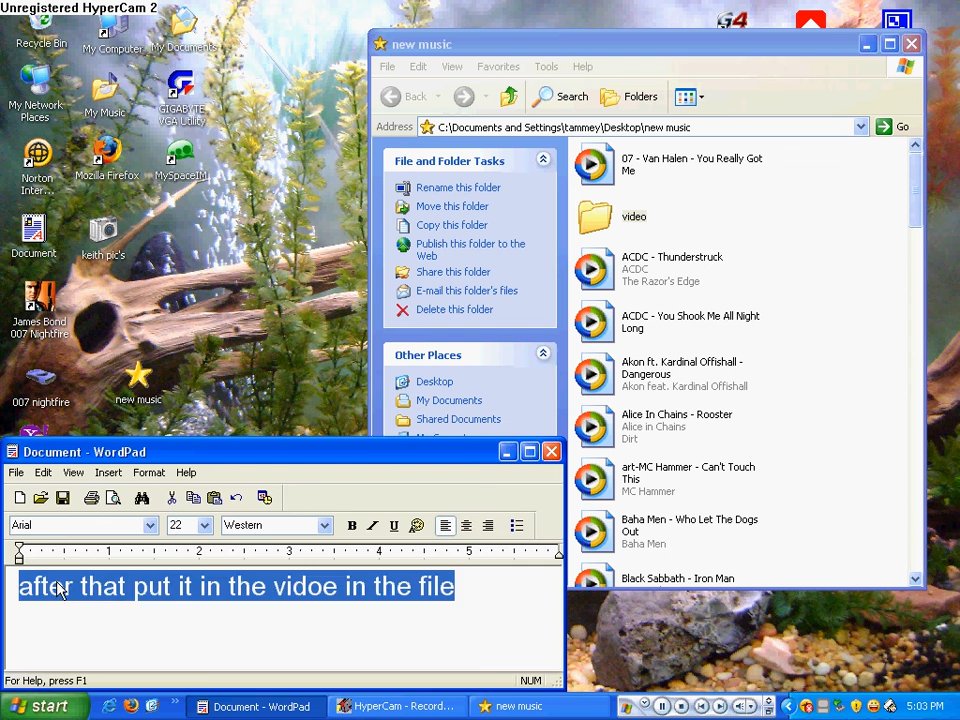 Unregistered HyperCam 2
Recycle Bin
My Computer
My Documents
My Network
Places
My Music
GIGABYTE
VGA Utility
Norton
Inter...
Mozilla Firefox
MySpaceIM
Document
keith pic's
James Bond
007 Nightfire
007 nightfire
new music
G4
new music
File Edit View Favorites Tools Help
Back Search Folders
Address C:\Documents and Settings\tammey\Desktop\new music Go
File and Folder Tasks
Rename this folder
Move this folder
Copy this folder
Publish this folder to the
Web
Share this folder
E-mail this folder's files
Delete this folder
Other Places
Desktop
My Documents
Shared Documents
07 - Van Halen - You Really Got
Me
video
ACDC - Thunderstruck
ACDC
The Razor's Edge
ACDC - You Shook Me All Night
Long
Akon ft. Kardinal Offishall -
Dangerous
Akon feat. Kardinal Offishall
Alice In Chains - Rooster
Alice in Chains
Dirt
art-MC Hammer - Can't Touch
This
MC Hammer
Baha Men - Who Let The Dogs
Out
Baha Men
Black Sabbath - Iron Man
Document - WordPad
File Edit View Insert Format Help
Arial 22 Western B I U
1 2 3 4 5
after that put it in the vidoe in the file
For Help, press F1 NUM
start Document - WordPad HyperCam - Record... new music 5:03 PM